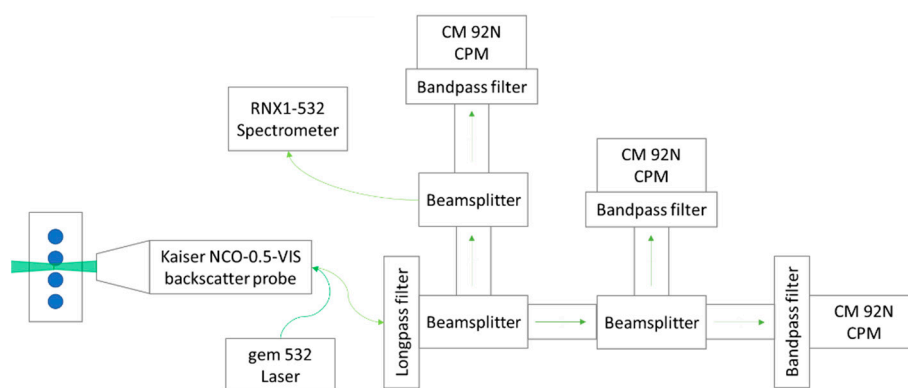 CM 92N
CPM
Bandpass filter
RNX1-532
Spectrometer
CM 92N
CPM
Beamsplitter
Bandpass filter
Kaiser NCO-0.5-VIS
backscatter probe
Longpass filter
Beamsplitter
Beamsplitter
Bandpass filter
CM 92N
CPM
gem 532
Laser